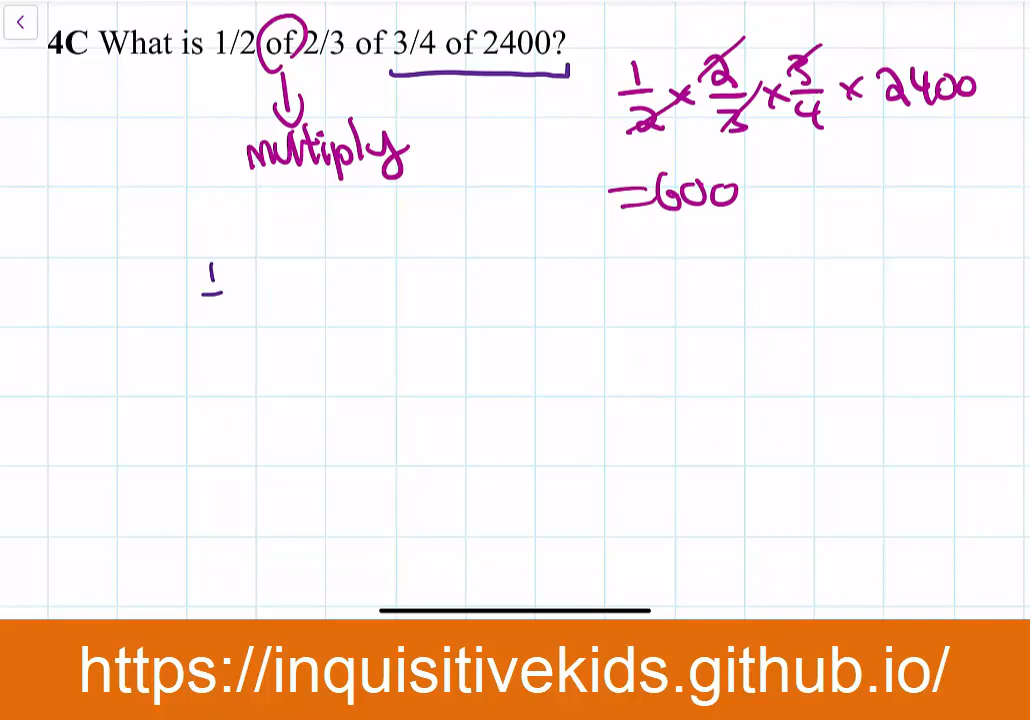 4C What is 1/2 of 2/3 of 3/4 of 2400?
multiply
1/2 × 2/3 × 3/4 × 2400
=600
1
https://inquisitivekids.github.io/